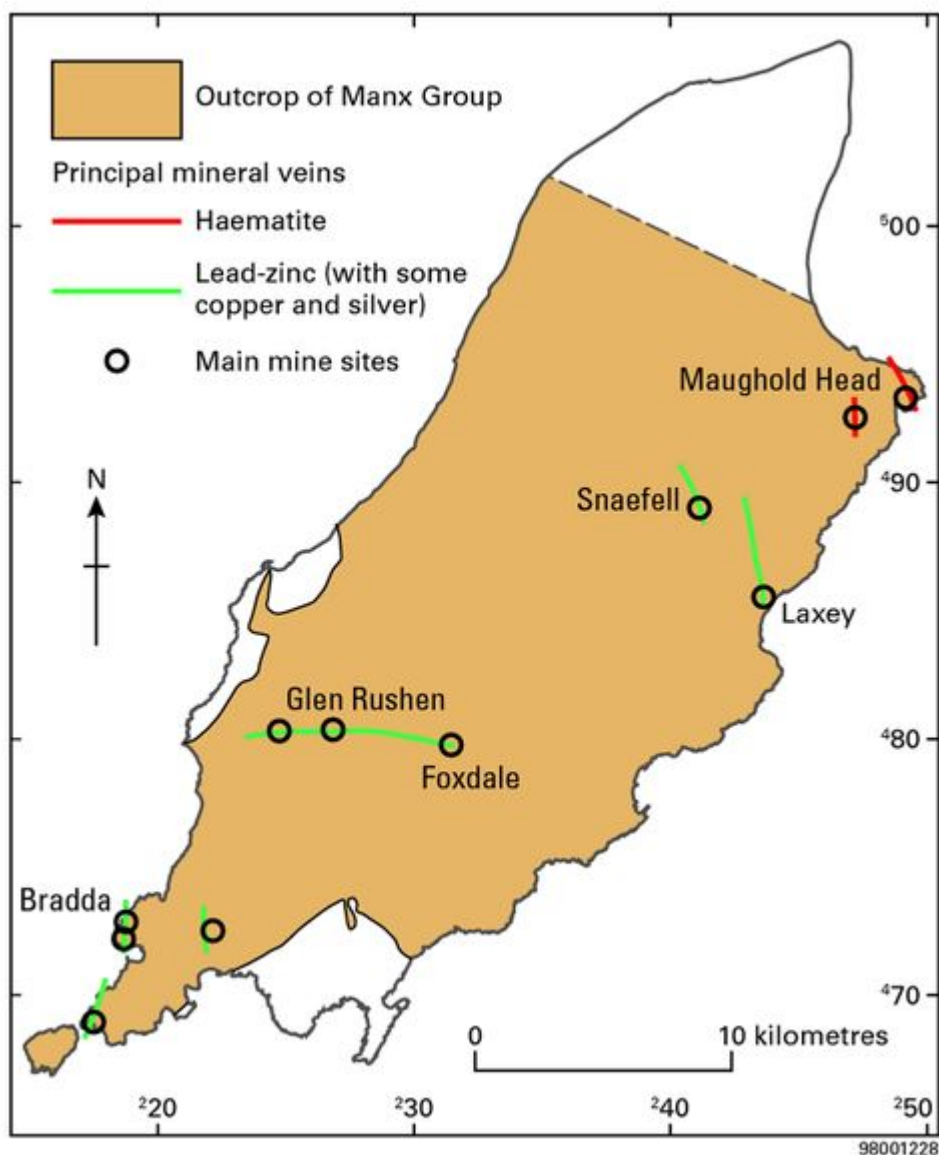 Outcrop of Manx Group
Principal mineral veins
Haematite
Lead-zinc (with some
copper and silver)
Main mine sites
N
Maughold Head
Snaefell
Laxey
Glen Rushen
Foxdale
Bradda
⁵00
⁴90
⁴80
⁴70
0 10 kilometres
²20 ²30 ²40 ²50
98001228